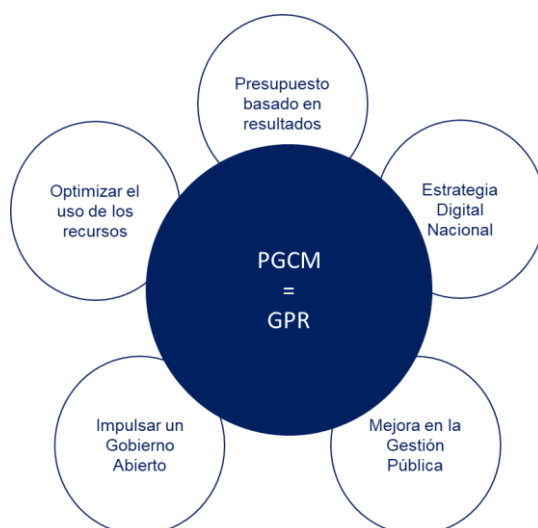 Presupuesto
basado en
resultados
Optimizar el
uso de los
recursos
Estrategia
Digital
Nacional
PGCM
=
GPR
Impulsar un
Gobierno
Abierto
Mejora en la
Gestión
Pública